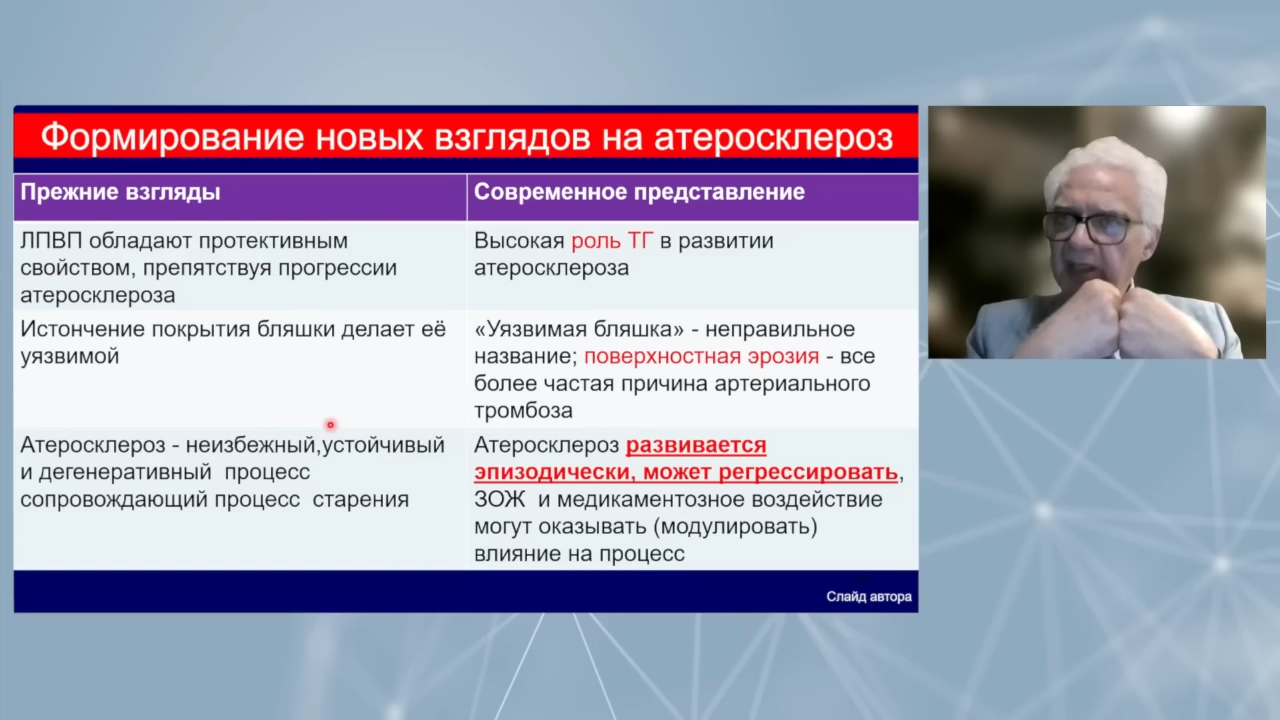 Формирование новых взглядов на атеросклероз
Прежние взгляды
Современное представление
ЛПВП обладают протективным
свойством, препятствуя прогрессии
атеросклероза
Высокая роль ТГ в развитии
атеросклероза
Истончение покрытия бляшки делает её
уязвимой
«Уязвимая бляшка» - неправильное
название; поверхностная эрозия - все
более частая причина артериального
тромбоза
Атеросклероз - неизбежный,устойчивый
и дегенеративный процесс
сопровождающий процесс старения
Атеросклероз развивается
эпизодически, может регрессировать,
ЗОЖ и медикаментозное воздействие
могут оказывать (модулировать)
влияние на процесс
Слайд автора